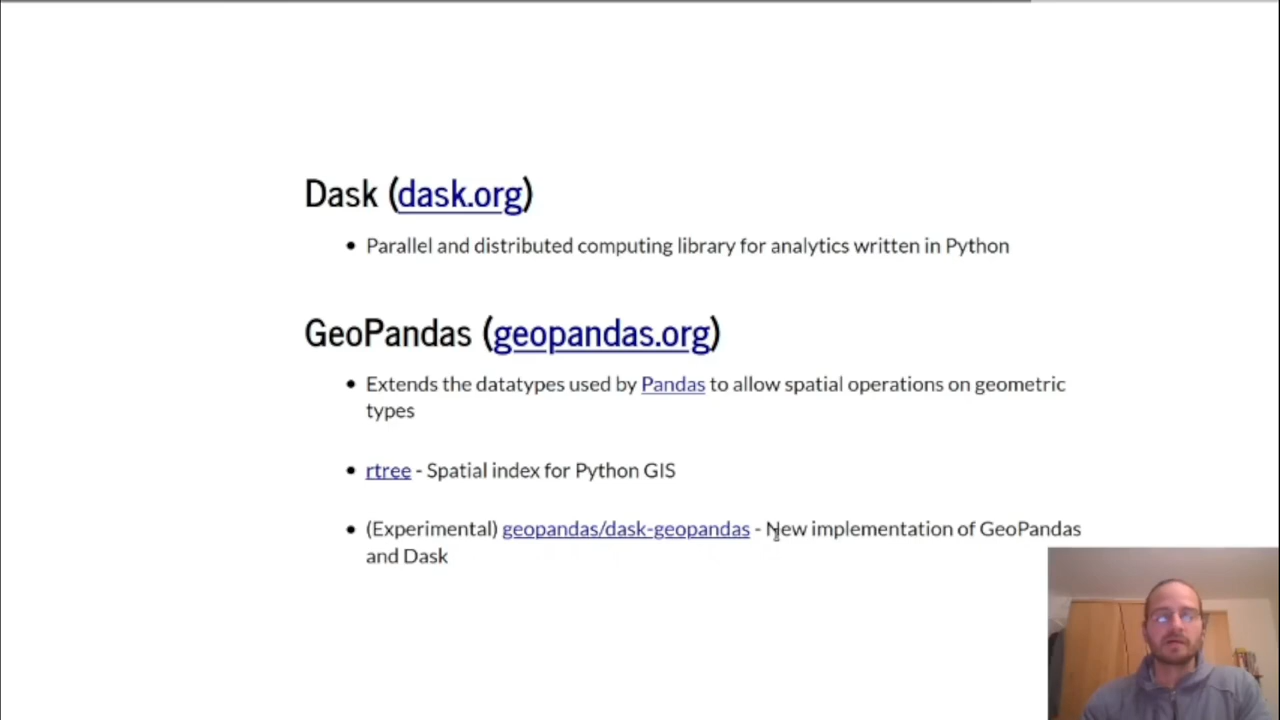 Dask (dask.org)
• Parallel and distributed computing library for analytics written in Python
GeoPandas (geopandas.org)
• Extends the datatypes used by Pandas to allow spatial operations on geometric
types
• rtree - Spatial index for Python GIS
• (Experimental) geopandas/dask-geopandas - New implementation of GeoPandas
and Dask